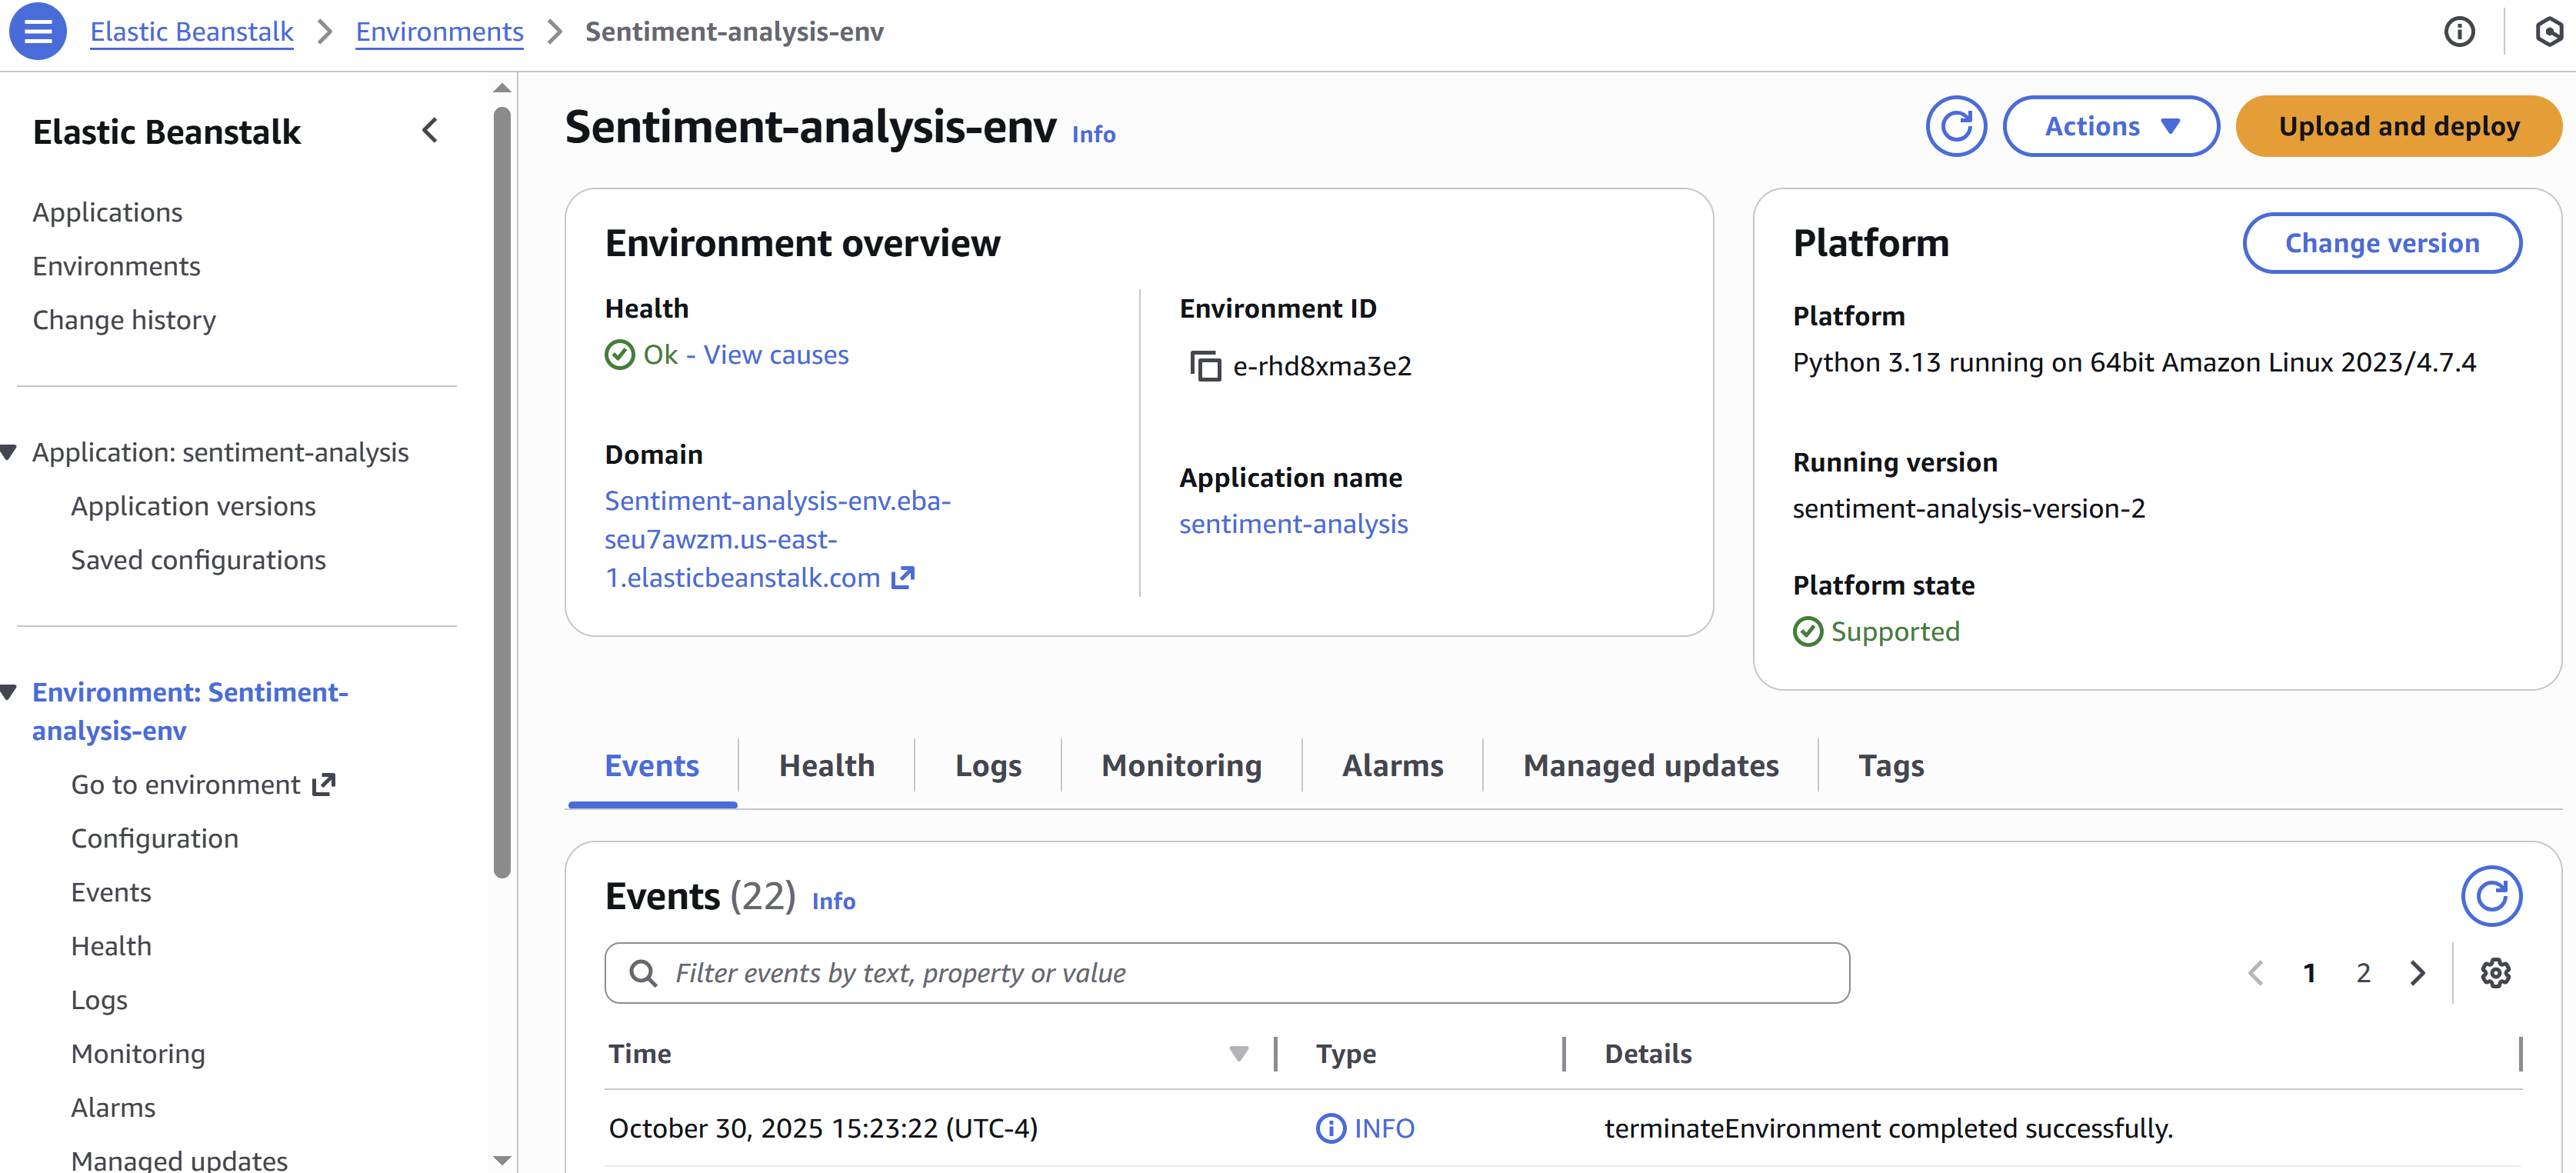 Elastic Beanstalk
Environments
Sentiment-analysis-env
Elastic Beanstalk
Applications
Environments
Change history
Application: sentiment-analysis
Application versions
Saved configurations
Environment: Sentiment-
analysis-env
Go to environment
Configuration
Events
Health
Logs
Monitoring
Alarms
Managed updates
Sentiment-analysis-env Info
Actions
Upload and deploy
Environment overview
Health
Ok - View causes
Domain
Sentiment-analysis-env.eba-
seu7awzm.us-east-
1.elasticbeanstalk.com
Environment ID
e-rhd8xma3e2
Application name
sentiment-analysis
Platform
Change version
Platform
Python 3.13 running on 64bit Amazon Linux 2023/4.7.4
Running version
sentiment-analysis-version-2
Platform state
Supported
Events
Health
Logs
Monitoring
Alarms
Managed updates
Tags
Events (22) Info
Filter events by text, property or value
1 2
Time Type Details
October 30, 2025 15:23:22 (UTC-4) INFO terminateEnvironment completed successfully.